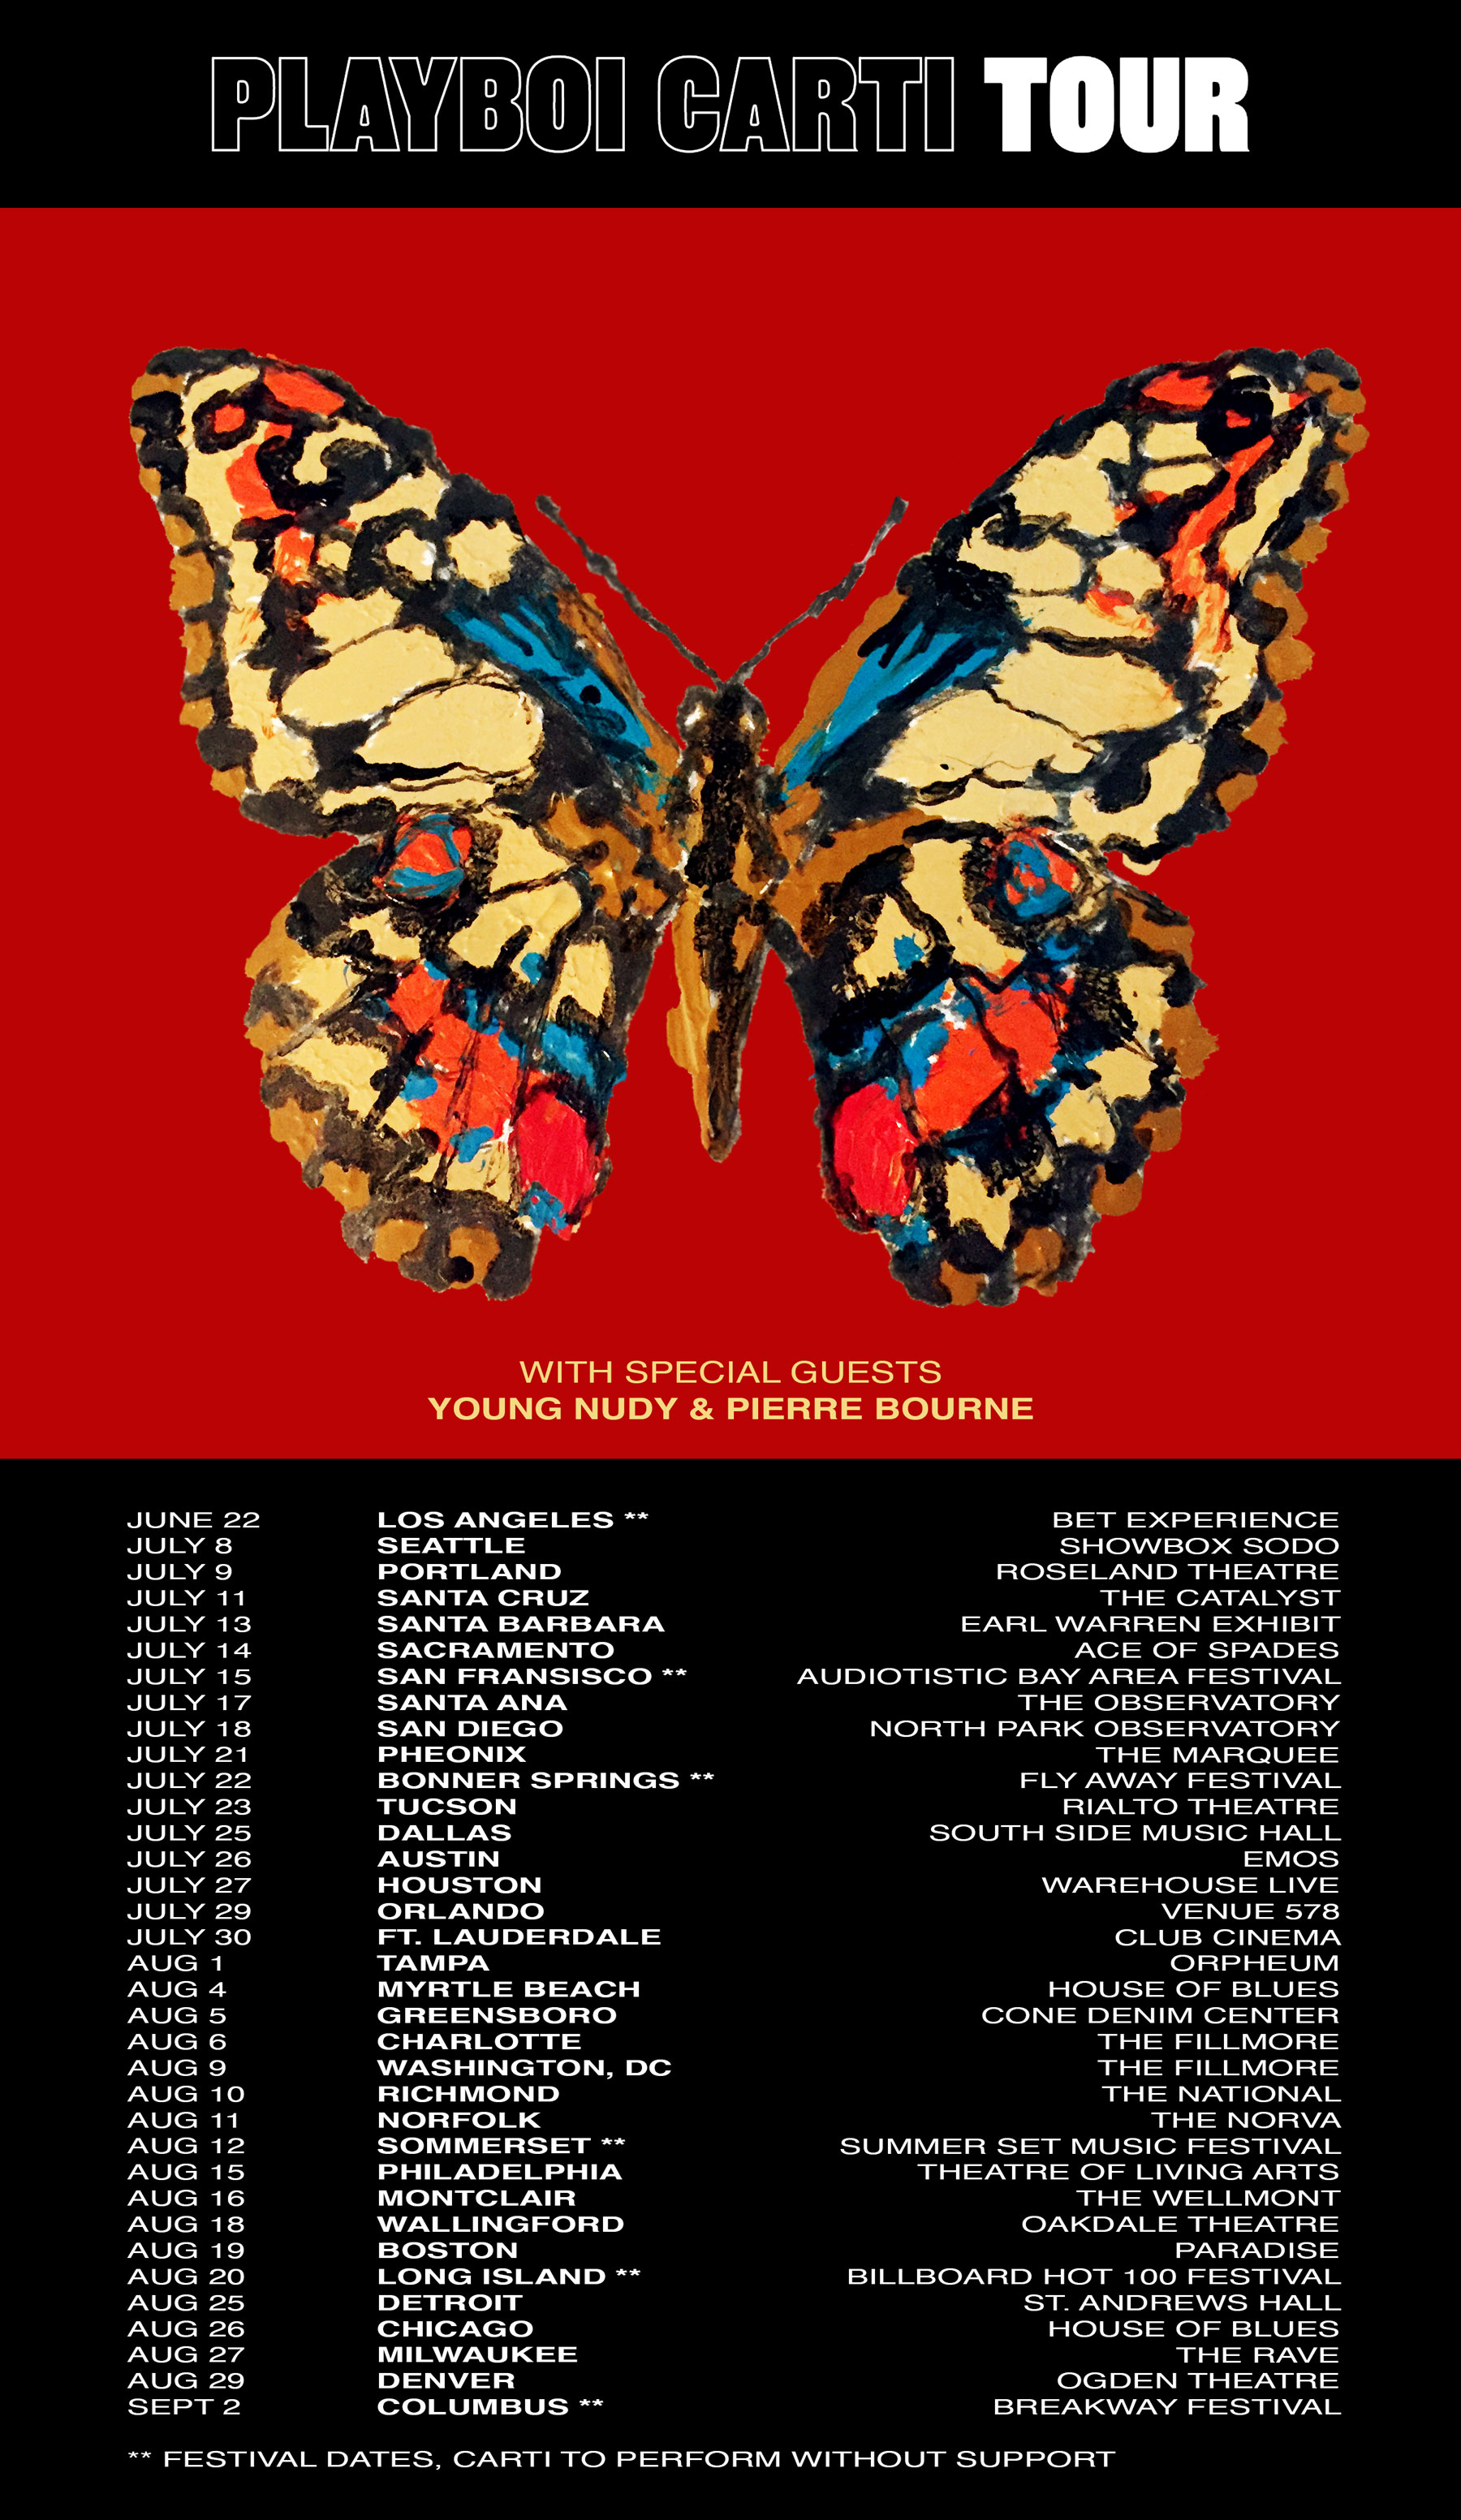 PLAYBOI CARTI TOUR
WITH SPECIAL GUESTS
YOUNG NUDY & PIERRE BOURNE
JUNE 22 LOS ANGELES ** BET EXPERIENCE
JULY 8 SEATTLE SHOWBOX SODO
JULY 9 PORTLAND ROSELAND THEATRE
JULY 11 SANTA CRUZ THE CATALYST
JULY 13 SANTA BARBARA EARL WARREN EXHIBIT
JULY 14 SACRAMENTO ACE OF SPADES
JULY 15 SAN FRANSISCO ** AUDIOTISTIC BAY AREA FESTIVAL
JULY 17 SANTA ANA THE OBSERVATORY
JULY 18 SAN DIEGO NORTH PARK OBSERVATORY
JULY 21 PHEONIX THE MARQUEE
JULY 22 BONNER SPRINGS ** FLY AWAY FESTIVAL
JULY 23 TUCSON RIALTO THEATRE
JULY 25 DALLAS SOUTH SIDE MUSIC HALL
JULY 26 AUSTIN EMOS
JULY 27 HOUSTON WAREHOUSE LIVE
JULY 29 ORLANDO VENUE 578
JULY 30 FT. LAUDERDALE CLUB CINEMA
AUG 1 TAMPA ORPHEUM
AUG 4 MYRTLE BEACH HOUSE OF BLUES
AUG 5 GREENSBORO CONE DENIM CENTER
AUG 6 CHARLOTTE THE FILLMORE
AUG 9 WASHINGTON, DC THE FILLMORE
AUG 10 RICHMOND THE NATIONAL
AUG 11 NORFOLK THE NORVA
AUG 12 SOMMERSET ** SUMMER SET MUSIC FESTIVAL
AUG 15 PHILADELPHIA THEATRE OF LIVING ARTS
AUG 16 MONTCLAIR THE WELLMONT
AUG 18 WALLINGFORD OAKDALE THEATRE
AUG 19 BOSTON PARADISE
AUG 20 LONG ISLAND ** BILLBOARD HOT 100 FESTIVAL
AUG 25 DETROIT ST. ANDREWS HALL
AUG 26 CHICAGO HOUSE OF BLUES
AUG 27 MILWAUKEE THE RAVE
AUG 29 DENVER OGDEN THEATRE
SEPT 2 COLUMBUS ** BREAKWAY FESTIVAL
** FESTIVAL DATES, CARTI TO PERFORM WITHOUT SUPPORT